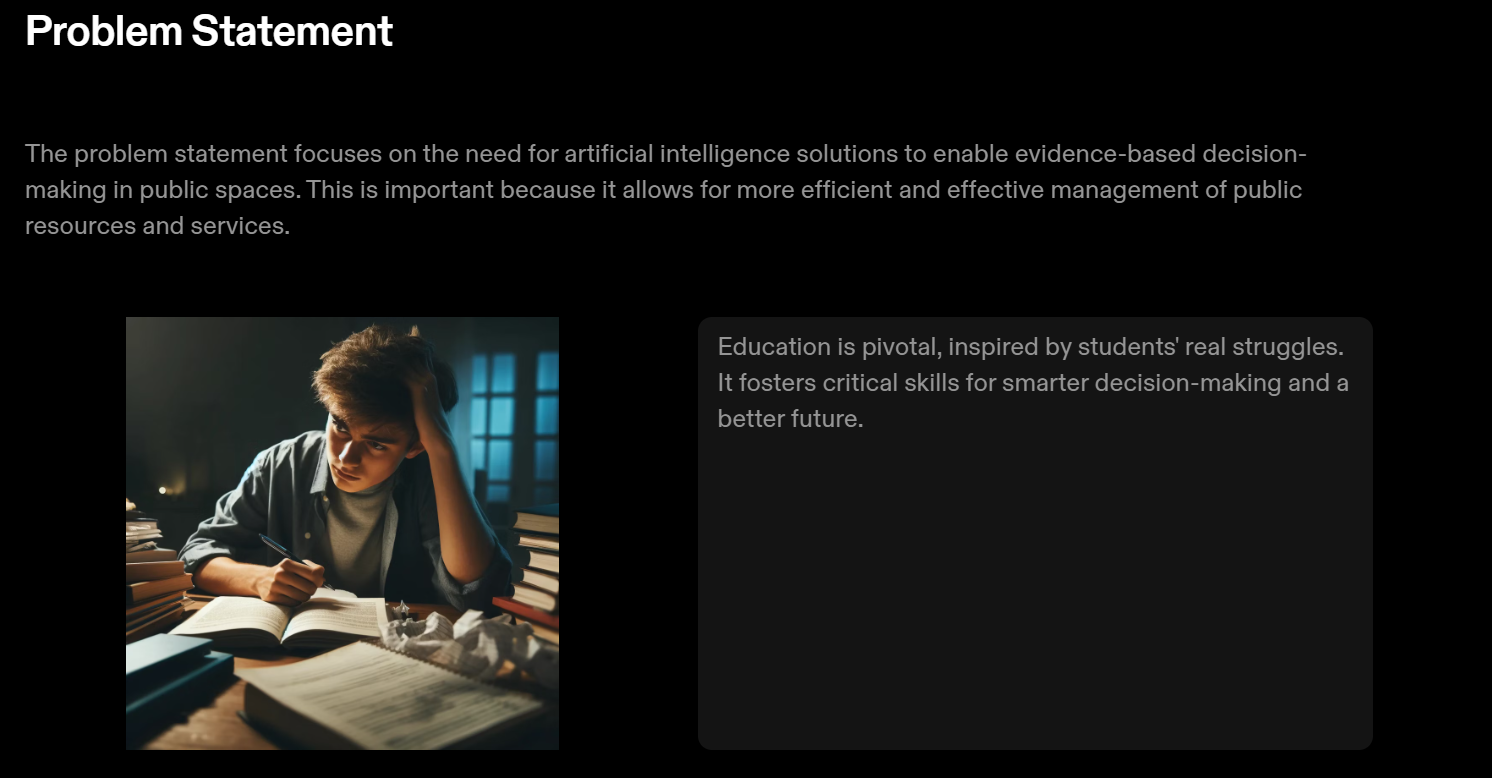 Problem Statement
The problem statement focuses on the need for artificial intelligence solutions to enable evidence-based decision-
making in public spaces. This is important because it allows for more efficient and effective management of public
resources and services.
Education is pivotal, inspired by students' real struggles.
It fosters critical skills for smarter decision-making and a
better future.